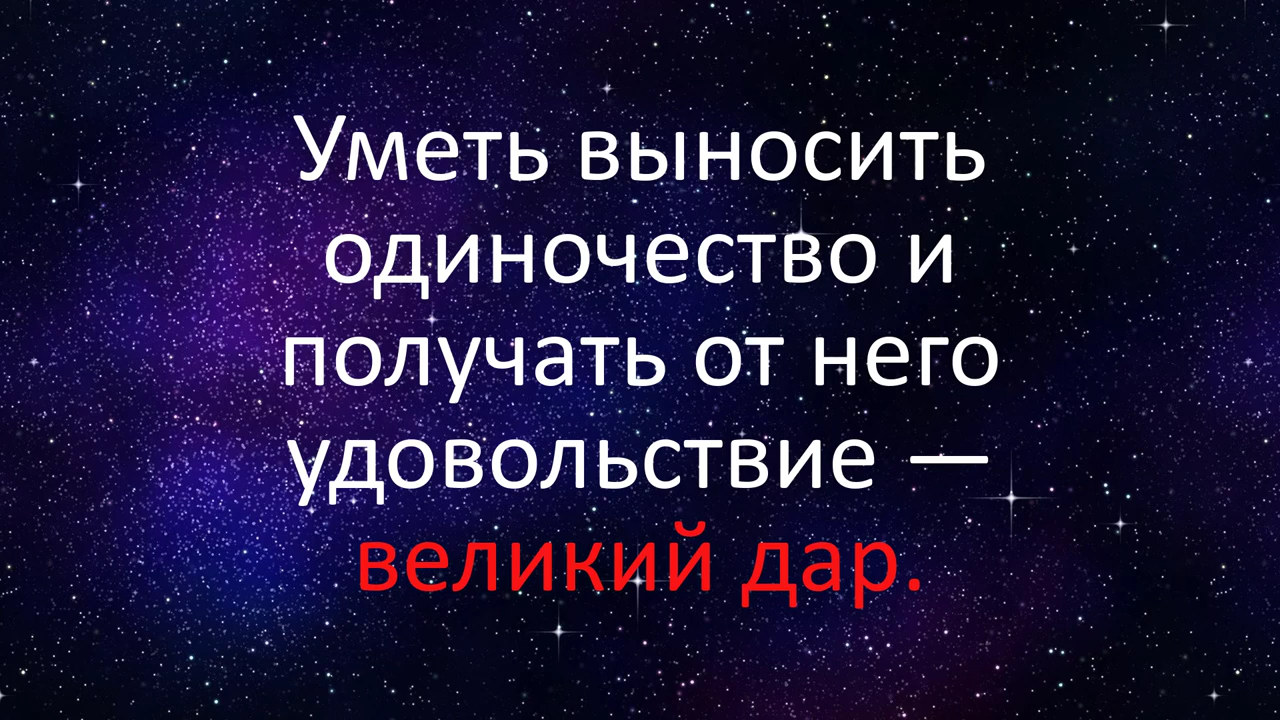 Уметь выносить
одиночество и
получать от него
удовольствие —
великий дар.